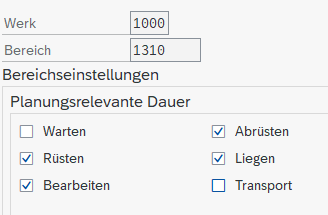 Werk 1000
Bereich 1310
Bereichseinstellungen
Planungsrelevante Dauer
Warten Abrüsten
Rüsten Liegen
Bearbeiten Transport